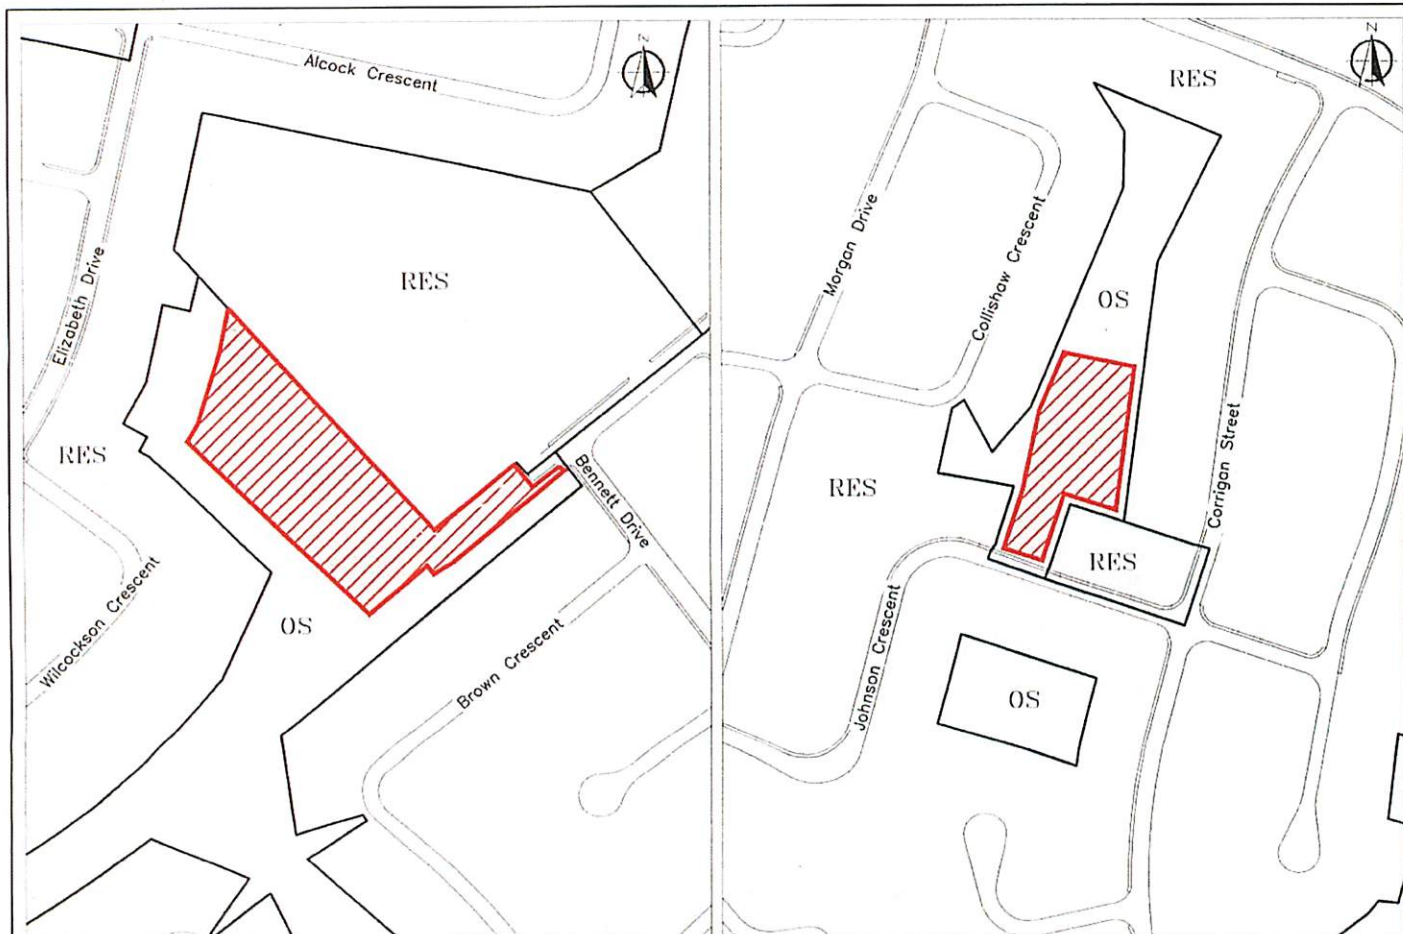 Alcock Crescent
N
RES
Elizabeth Drive
RES
Bennett Drive
Wilcockson Crescent
OS
Brown Crescent
N
RES
Morgan Drive
Collishaw Crescent
OS
Corrigan Street
RES
RES
Johnson Crescent
OS